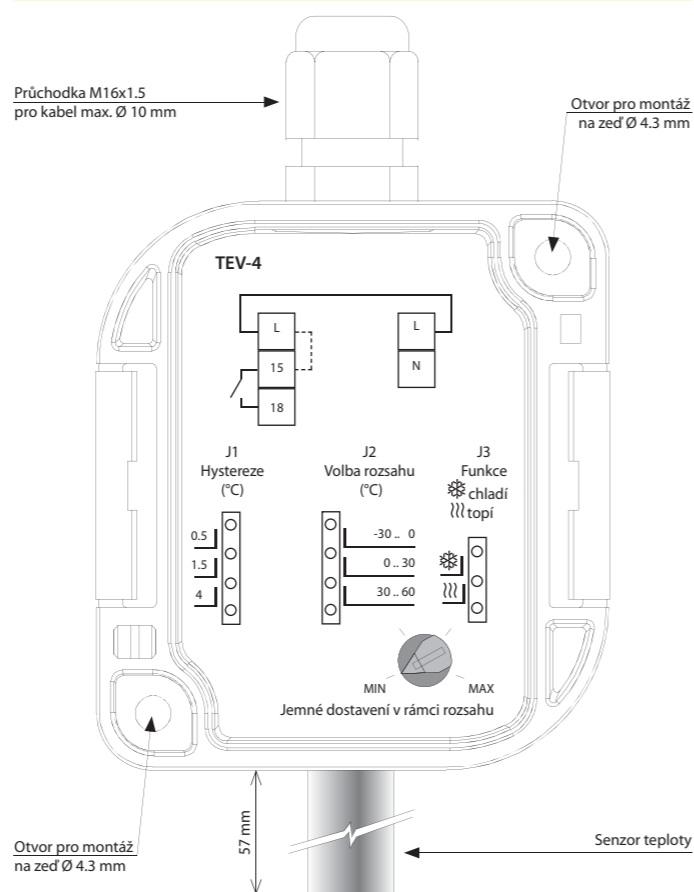 Průchodka M16x1.5
pro kabel max. Ø 10 mm
Otvor pro montáž
na zeď Ø 4.3 mm
TEV-4
L
15
18
L
N
J1
Hystereze
(°C)
0.5
1.5
4
J2
Volba rozsahu
(°C)
-30 .. 0
0 .. 30
30 .. 60
J3
Funkce
chladí
topí
MIN
MAX
Jemné dostavení v rámci rozsahu
57 mm
Otvor pro montáž
na zeď Ø 4.3 mm
Senzor teploty